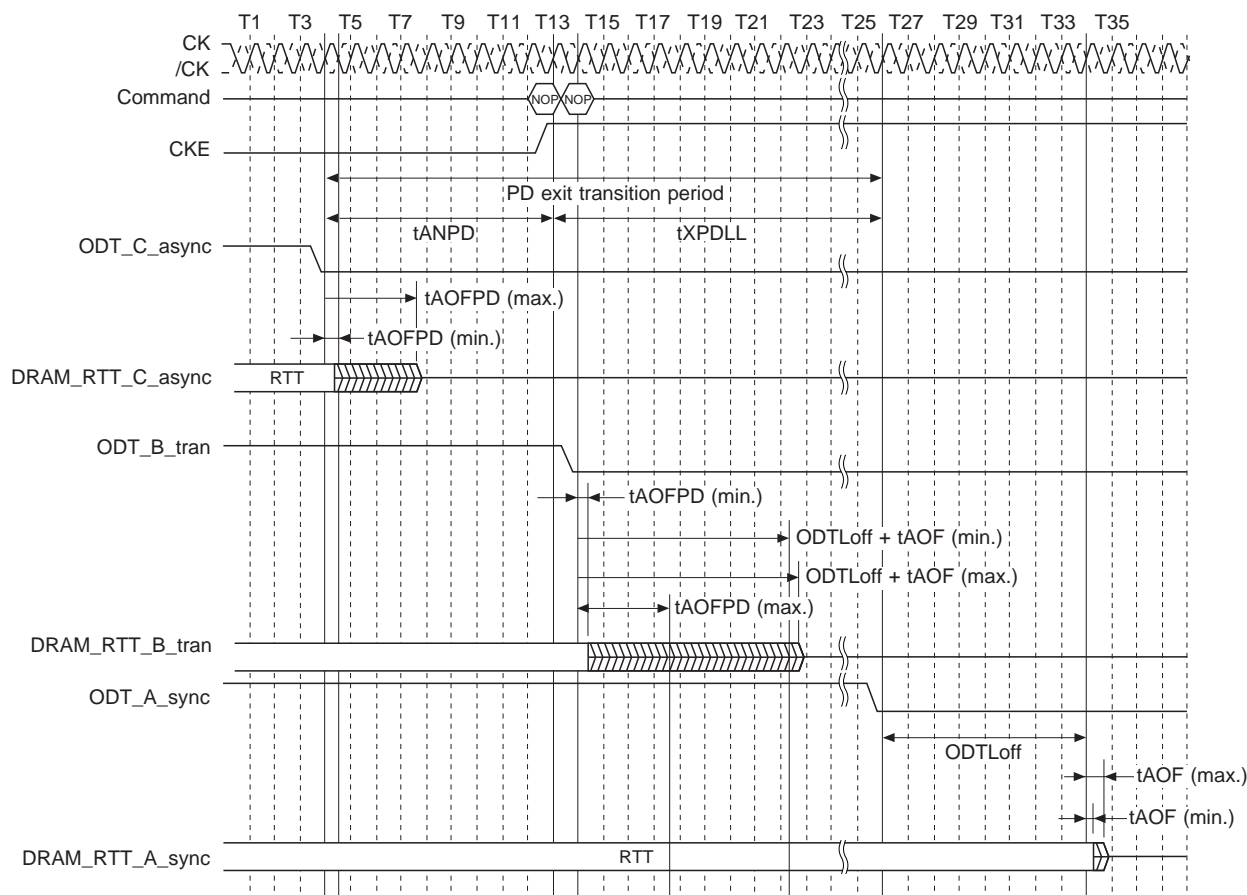 T1 T3 T5 T7 T9 T11 T13 T15 T17 T19 T21 T23 T25 T27 T29 T31 T33 T35
CK
/CK
Command
NOP NOP
CKE
PD exit transition period
tANPD tXPDLL
ODT_C_async
tAOFPD (max.)
tAOFPD (min.)
DRAM_RTT_C_async RTT
ODT_B_tran
tAOFPD (min.)
ODTLoff + tAOF (min.)
ODTLoff + tAOF (max.)
tAOFPD (max.)
DRAM_RTT_B_tran
ODT_A_sync
ODTLoff
tAOF (max.)
tAOF (min.)
DRAM_RTT_A_sync RTT